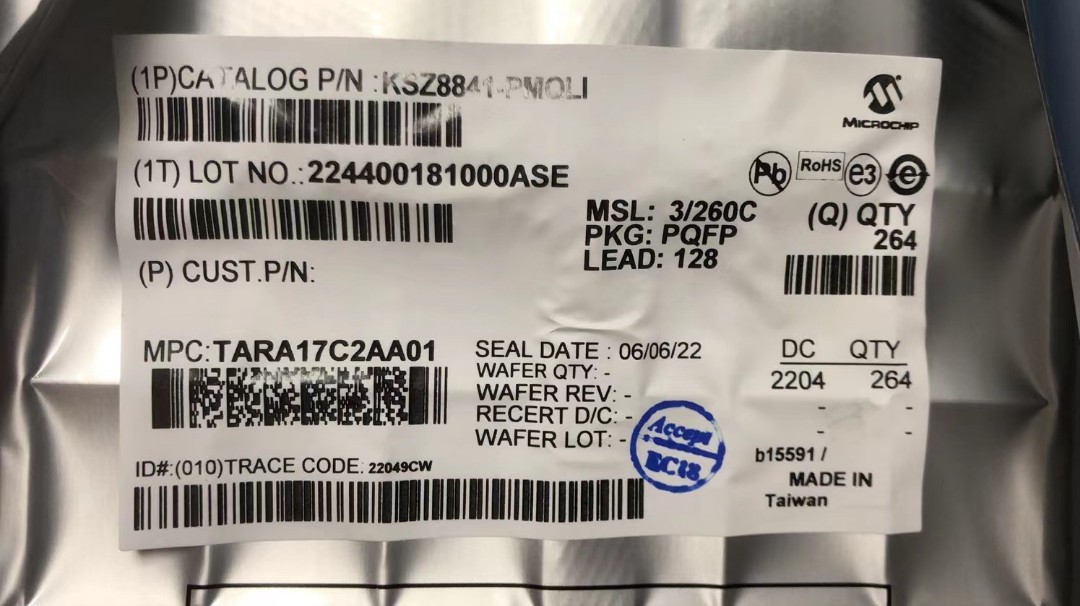 (1P)CATALOG P/N :KSZ8841-PMQLI
MICROCHIP
(1T) LOT NO.:224400181000ASE
Pb RoHS e3 e
MSL: 3/260C
PKG: PQFP
LEAD: 128
(Q) QTY
264
(P) CUST.P/N:
MPC:TARA17C2AA01
SEAL DATE : 06/06/22
WAFER QTY: -
WAFER REV: -
RECERT D/C: -
WAFER LOT: -
DC QTY
2204 264
- -
- -
Accept
EC18
b15591 /
MADE IN
Taiwan
ID#:(010)TRACE CODE: 22049CW